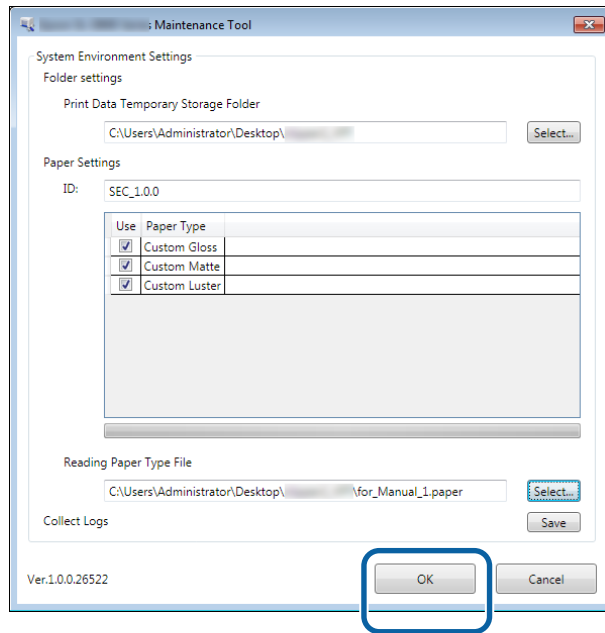 ; Maintenance Tool
System Environment Settings
Folder settings
Print Data Temporary Storage Folder
C:\Users\Administrator\Desktop\ Select...
Paper Settings
ID: SEC_1.0.0
Use Paper Type
Custom Gloss
Custom Matte
Custom Luster
Reading Paper Type File
C:\Users\Administrator\Desktop\ \for_Manual_1.paper Select...
Collect Logs Save
Ver.1.0.0.26522 OK Cancel